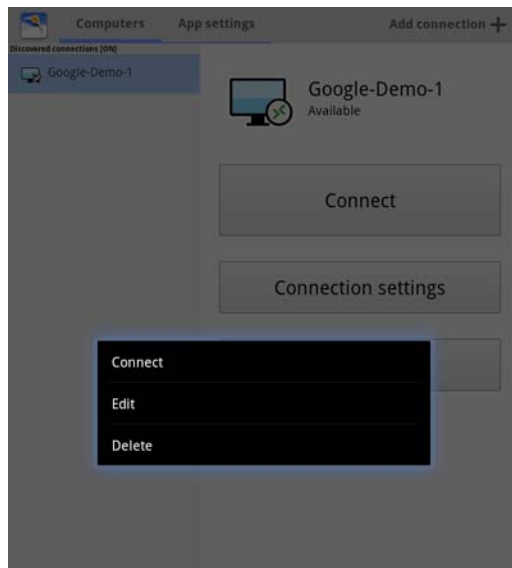 Computers App settings Add connection +
Discovered connections [ON]
Google-Demo-1
Google-Demo-1
Available
Connect
Connection settings
Connect
Edit
Delete